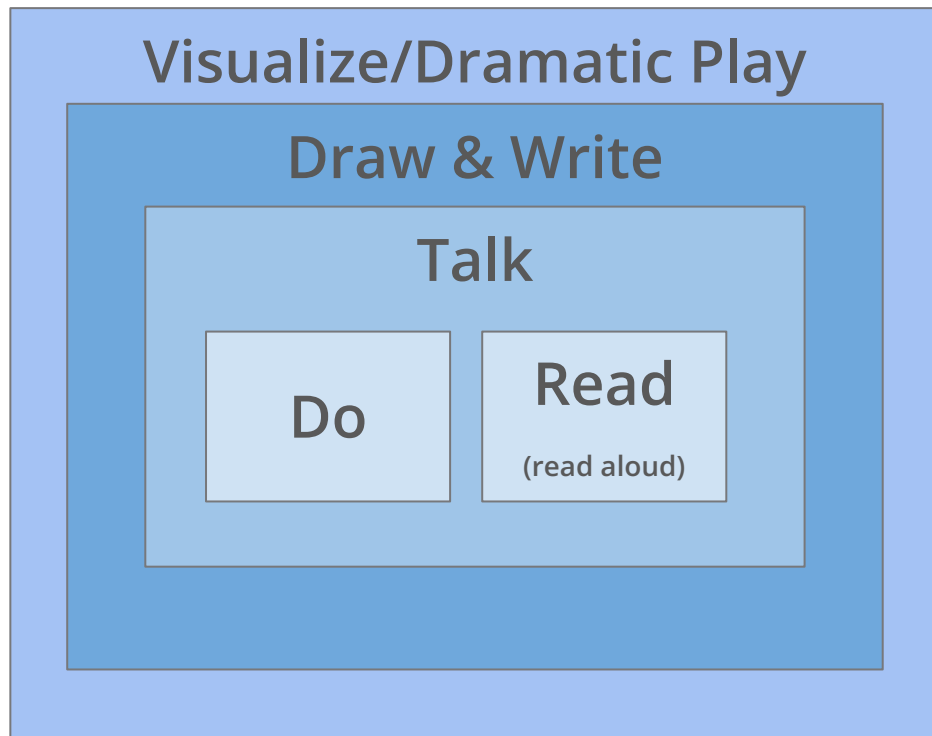 Visualize/Dramatic Play
Draw & Write
Talk
Do
Read
(read aloud)